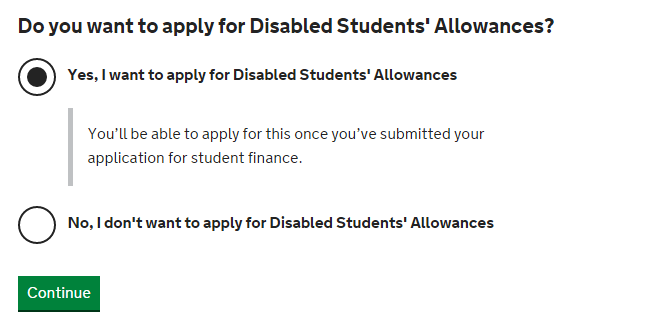 Do you want to apply for Disabled Students' Allowances?
Yes, I want to apply for Disabled Students' Allowances
You’ll be able to apply for this once you’ve submitted your
application for student finance.
No, I don't want to apply for Disabled Students' Allowances
Continue